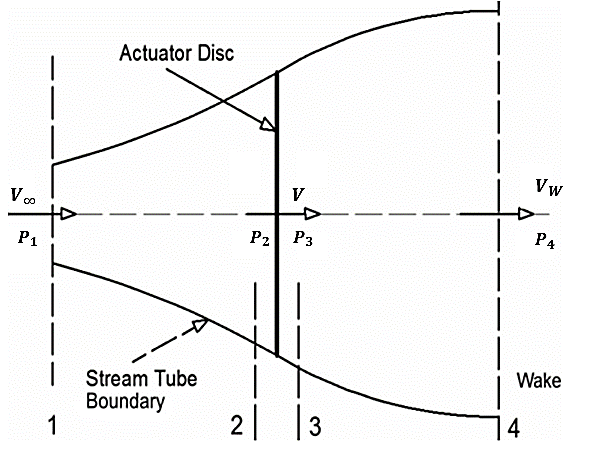 Actuator Disc
V∞
V
VW
P1
P2
P3
P4
Stream Tube
Boundary
Wake
1
2
3
4